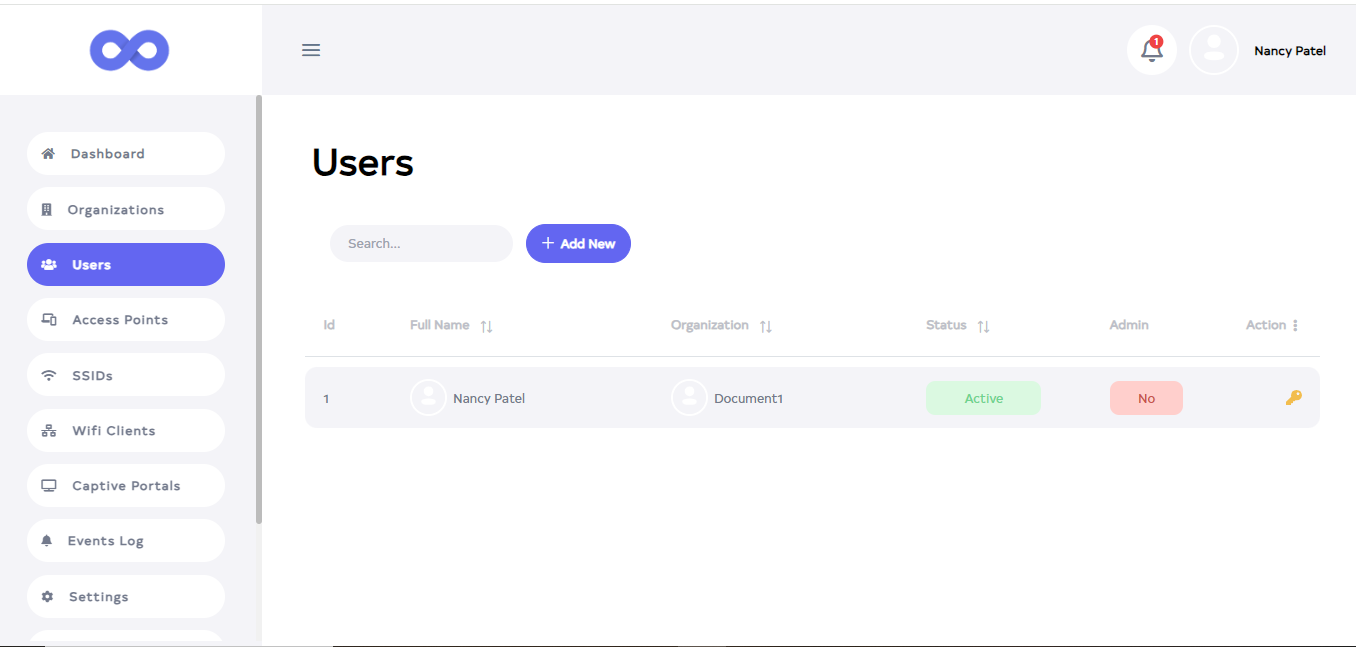 1
Nancy Patel
Dashboard
Organizations
Users
Access Points
SSIDs
Wifi Clients
Captive Portals
Events Log
Settings
Users
Search...
+ Add New
Id Full Name Organization Status Admin Action
1 Nancy Patel Document1 Active No